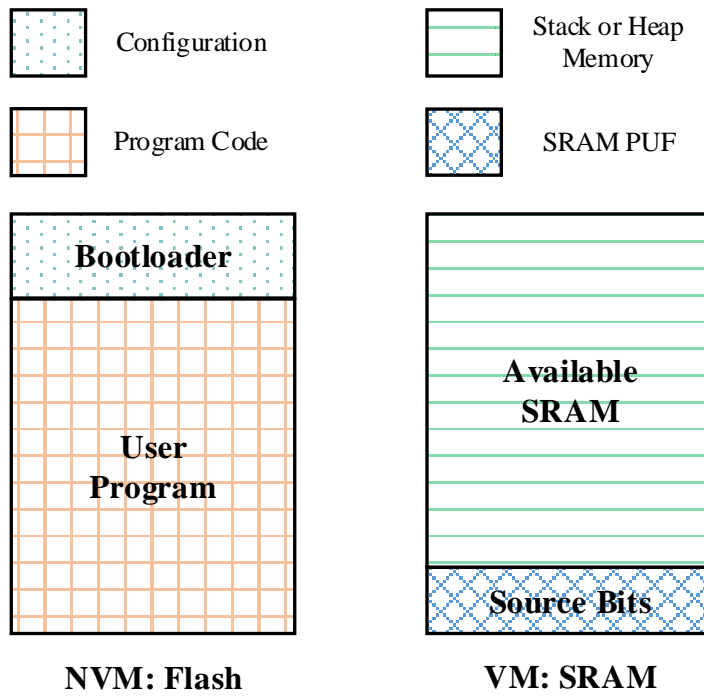 Configuration
Stack or Heap
Memory
Program Code
SRAM PUF
Bootloader
User
Program
Available
SRAM
Source Bits
NVM: Flash
VM: SRAM